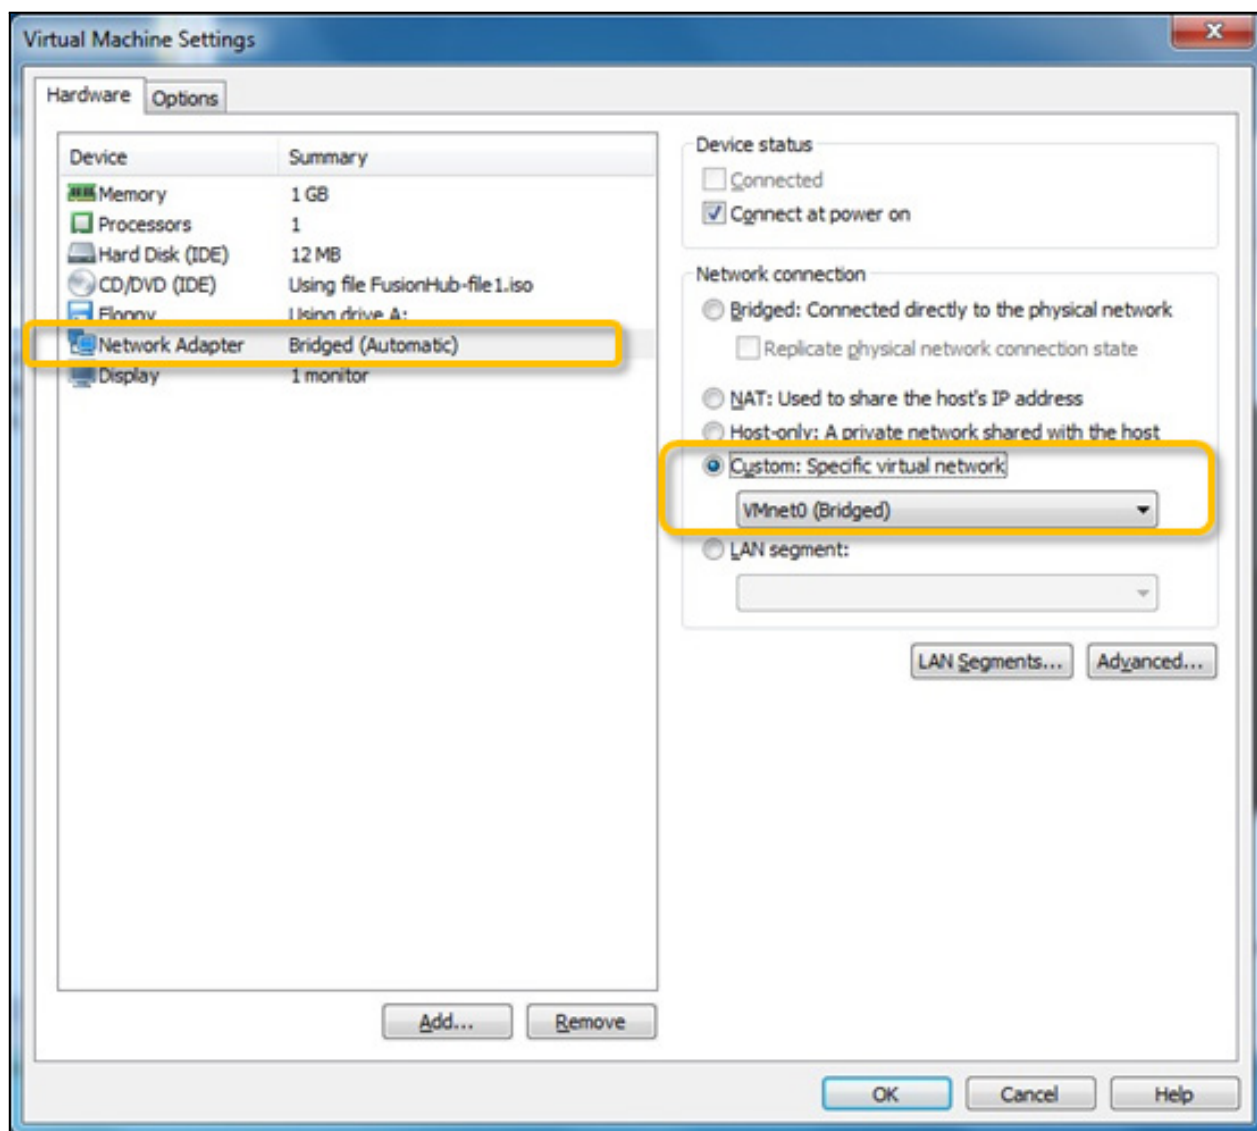 Virtual Machine Settings
Hardware
Options
Device Summary
Memory 1 GB
Processors 1
Hard Disk (IDE) 12 MB
CD/DVD (IDE) Using file FusionHub-file1.iso
Floppy Using drive A:
Network Adapter Bridged (Automatic)
Display 1 monitor
Add...
Remove
Device status
Connected
Connect at power on
Network connection
Bridged: Connected directly to the physical network
Replicate physical network connection state
NAT: Used to share the host's IP address
Host-only: A private network shared with the host
Custom: Specific virtual network
VMnet0 (Bridged)
LAN segment:
LAN Segments...
Advanced...
OK
Cancel
Help